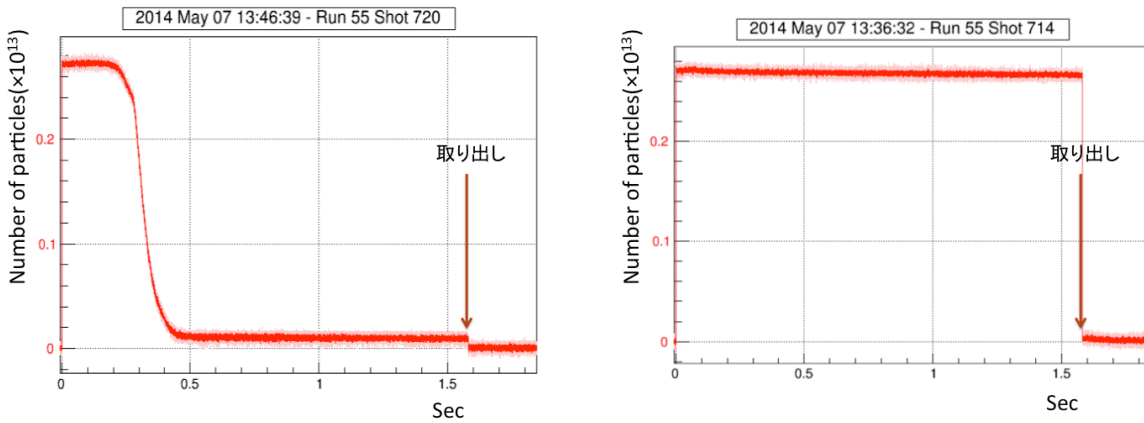 2014 May 07 13:46:39 - Run 55 Shot 720
Number of particles(×10¹³)
0.2
0.1
0
取り出し
0
0.5
1
1.5
Sec
2014 May 07 13:36:32 - Run 55 Shot 714
Number of particles(×10¹³)
0.2
0.1
0
取り出し
0
0.5
1
1.5
Sec